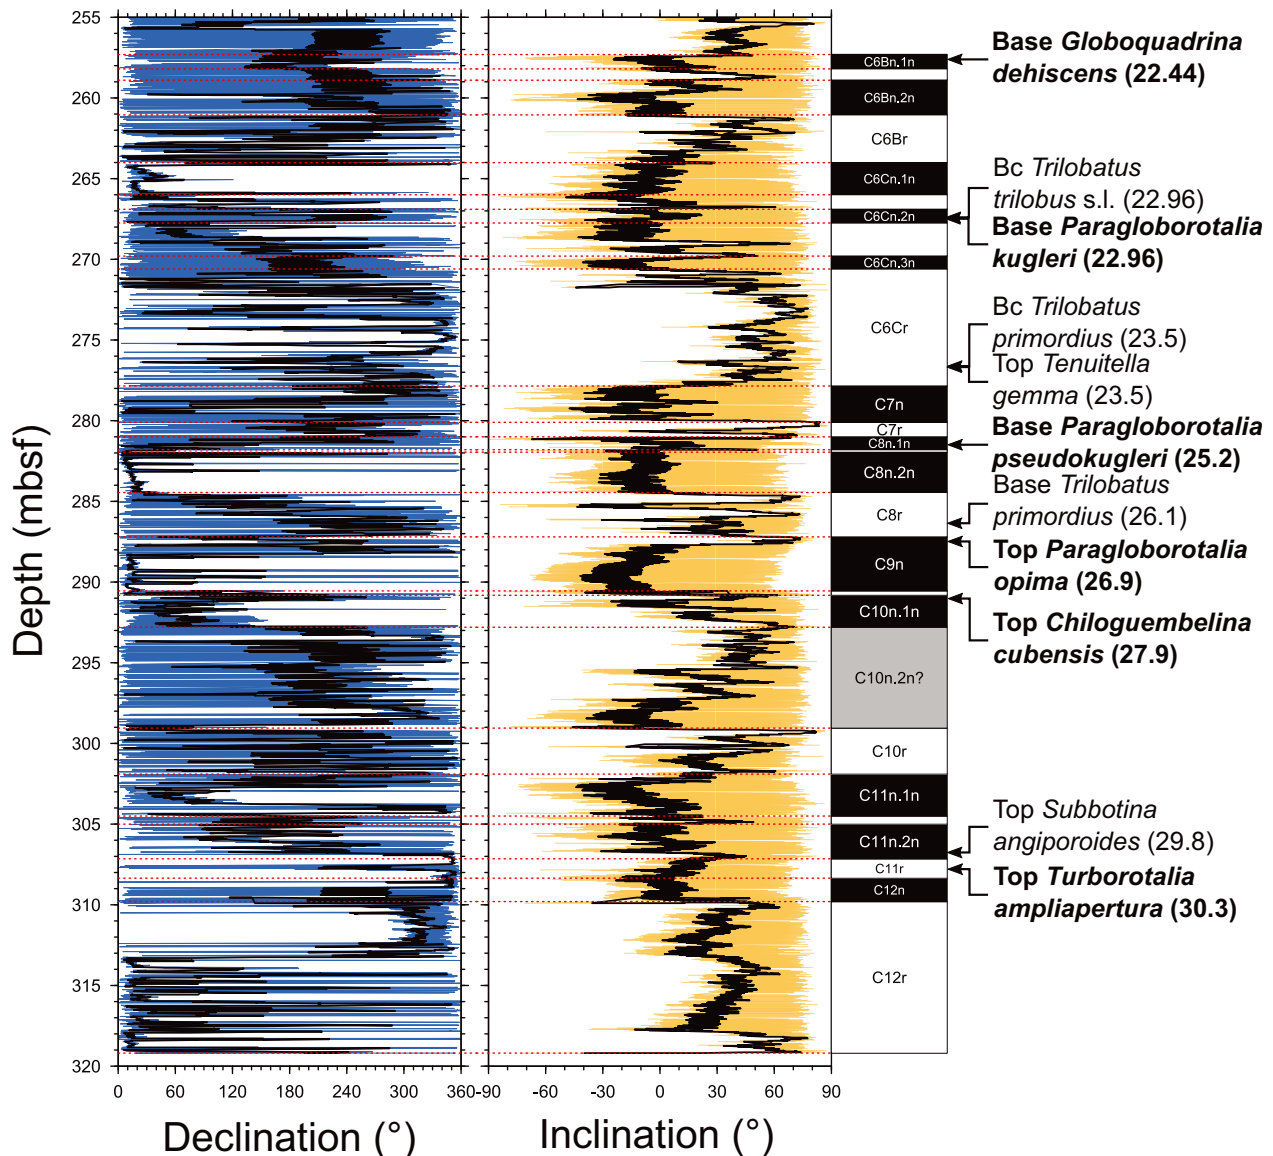 Depth (mbsf)
255
260
265
270
275
280
285
290
295
300
305
310
315
320
0 60 120 180 240 300 360
-90 -60 -30 0 30 60 90
Declination (°)
Inclination (°)
C6Bn.1n
C6Bn.2n
C6Br
C6Cn.1n
C6Cn.2n
C6Cn.3n
C6Cr
C7n
C7r
C8n.1n
C8n.2n
C8r
C9n
C10n.1n
C10n.2n?
C10r
C11n.1n
C11n.2n
C11r
C12n
C12r
Base Globoquadrina
dehiscens (22.44)
Bc Trilobatus
trilobus s.l. (22.96)
Base Paragloborotalia
kugleri (22.96)
Bc Trilobatus
primordius (23.5)
Top Tenuitella
gemma (23.5)
Base Paragloborotalia
pseudokugleri (25.2)
Base Trilobatus
primordius (26.1)
Top Paragloborotalia
opima (26.9)
Top Chiloguembelina
cubensis (27.9)
Top Subbotina
angiporoides (29.8)
Top Turborotalia
ampliapertura (30.3)